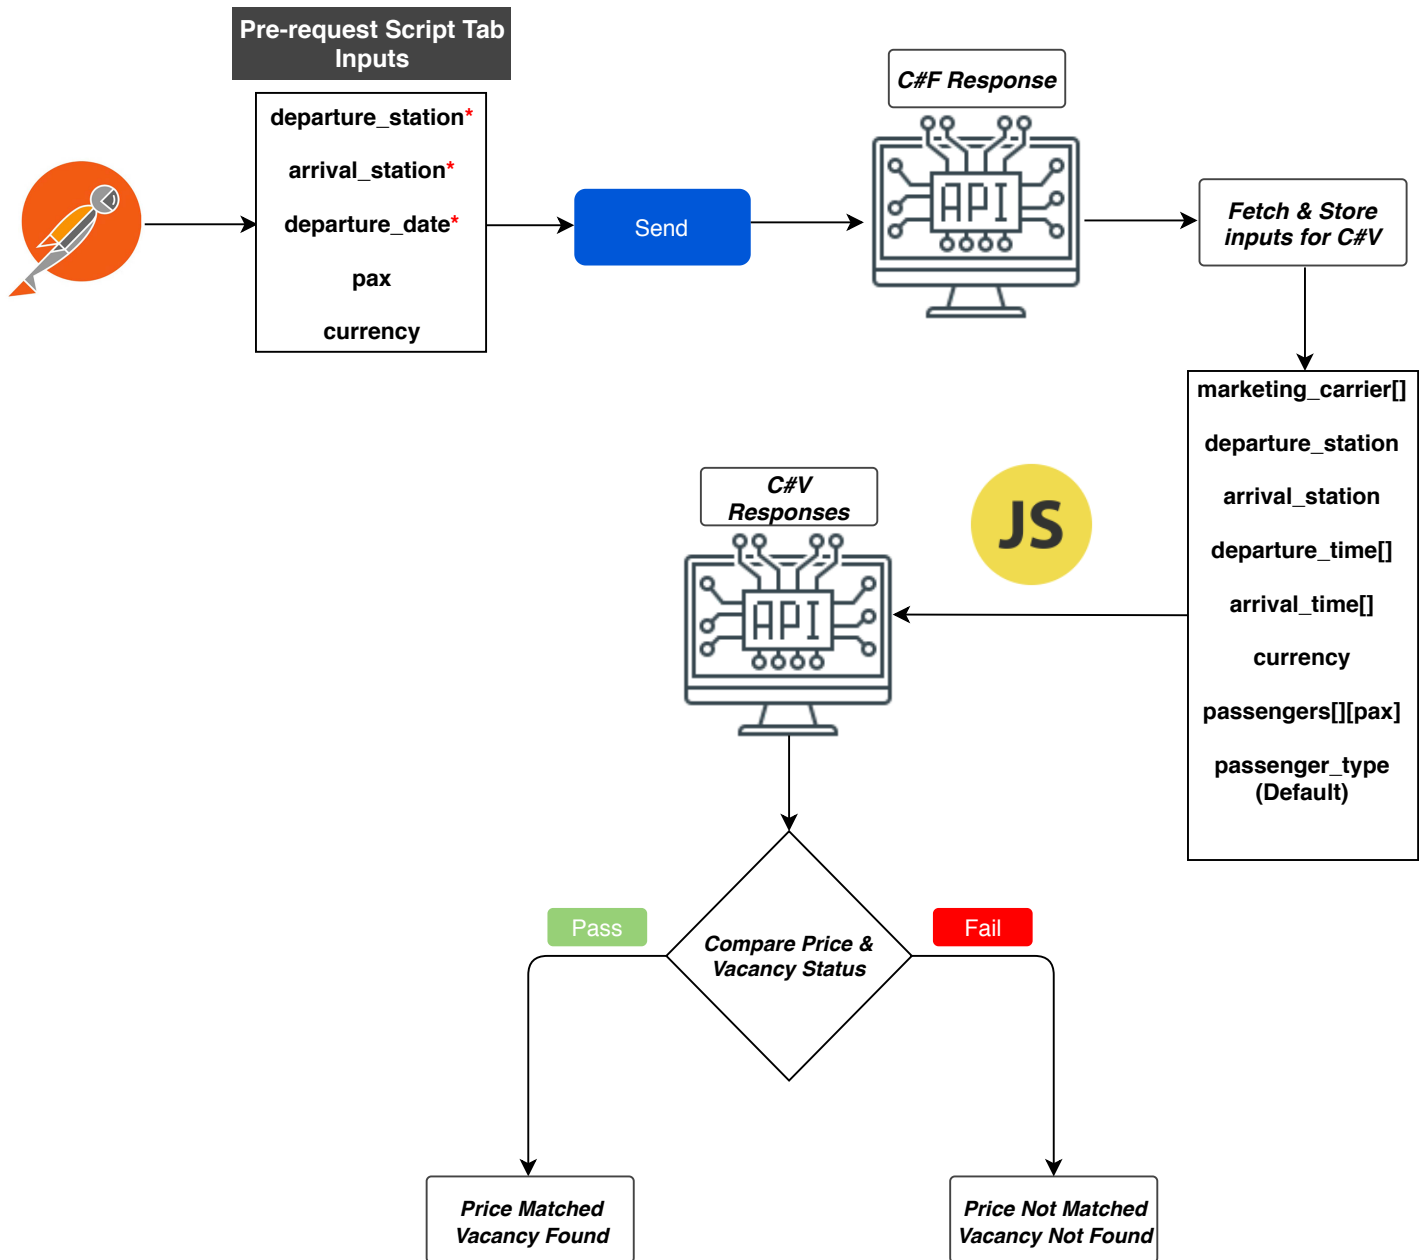 Pre-request Script Tab
Inputs
departure_station*
arrival_station*
departure_date*
pax
currency
Send
C#F Response
API
Fetch & Store
inputs for C#V
marketing_carrier[]
departure_station
arrival_station
departure_time[]
arrival_time[]
currency
passengers[][pax]
passenger_type
(Default)
JS
C#V
Responses
API
Compare Price &
Vacancy Status
Pass
Fail
Price Matched
Vacancy Found
Price Not Matched
Vacancy Not Found